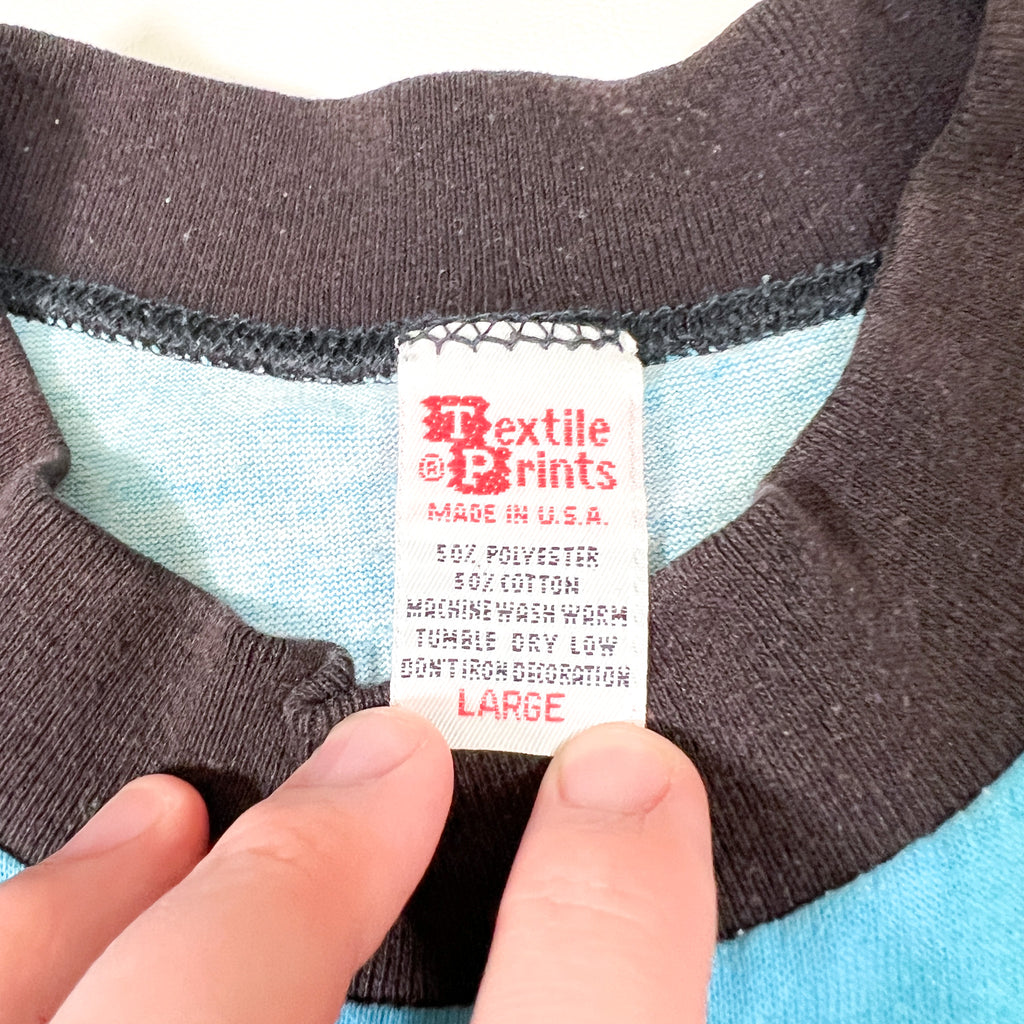 Textile
® Prints
MADE IN U.S.A.
50% POLYESTER
50% COTTON
MACHINE WASH WARM
TUMBLE DRY LOW
DON'T IRON DECORATION
LARGE